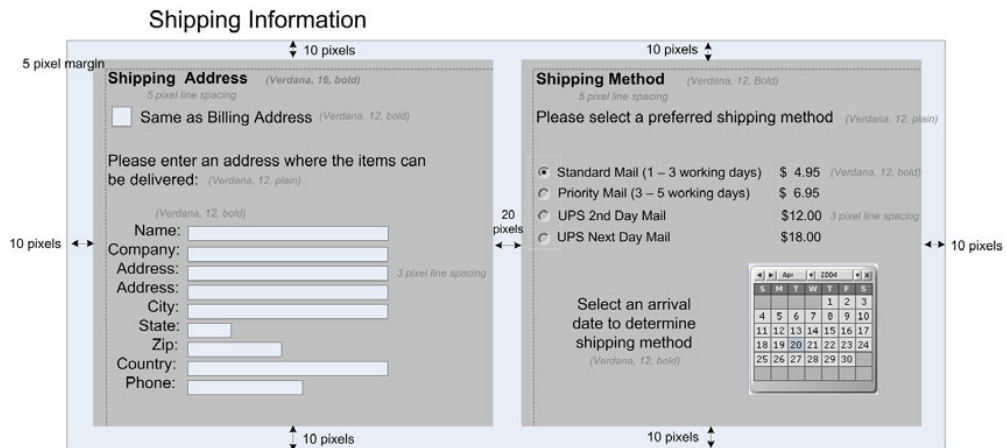 Shipping Information
10 pixels
10 pixels
5 pixel margin
Shipping Address (Verdana, 16, bold)
5 pixel line spacing
Same as Billing Address (Verdana, 12, bold)
Please enter an address where the items can
be delivered: (Verdana, 12, plain)
(Verdana, 12, bold)
Name:
Company:
Address:
3 pixel line spacing
Address:
City:
State:
Zip:
Country:
Phone:
10 pixels
20
pixels
10 pixels
Shipping Method (Verdana, 12, Bold)
5 pixel line spacing
Please select a preferred shipping method (Verdana, 12, plain)
Standard Mail (1 – 3 working days) $ 4.95 (Verdana, 12, bold)
Priority Mail (3 – 5 working days) $ 6.95
UPS 2nd Day Mail $12.00 3 pixel line spacing
UPS Next Day Mail $18.00
10 pixels
Select an arrival
date to determine
shipping method
(Verdana, 12, bold)
Apr 2004
S M T W T F S
1 2 3
4 5 6 7 8 9 10
11 12 13 14 15 16 17
18 19 20 21 22 23 24
25 26 27 28 29 30
10 pixels